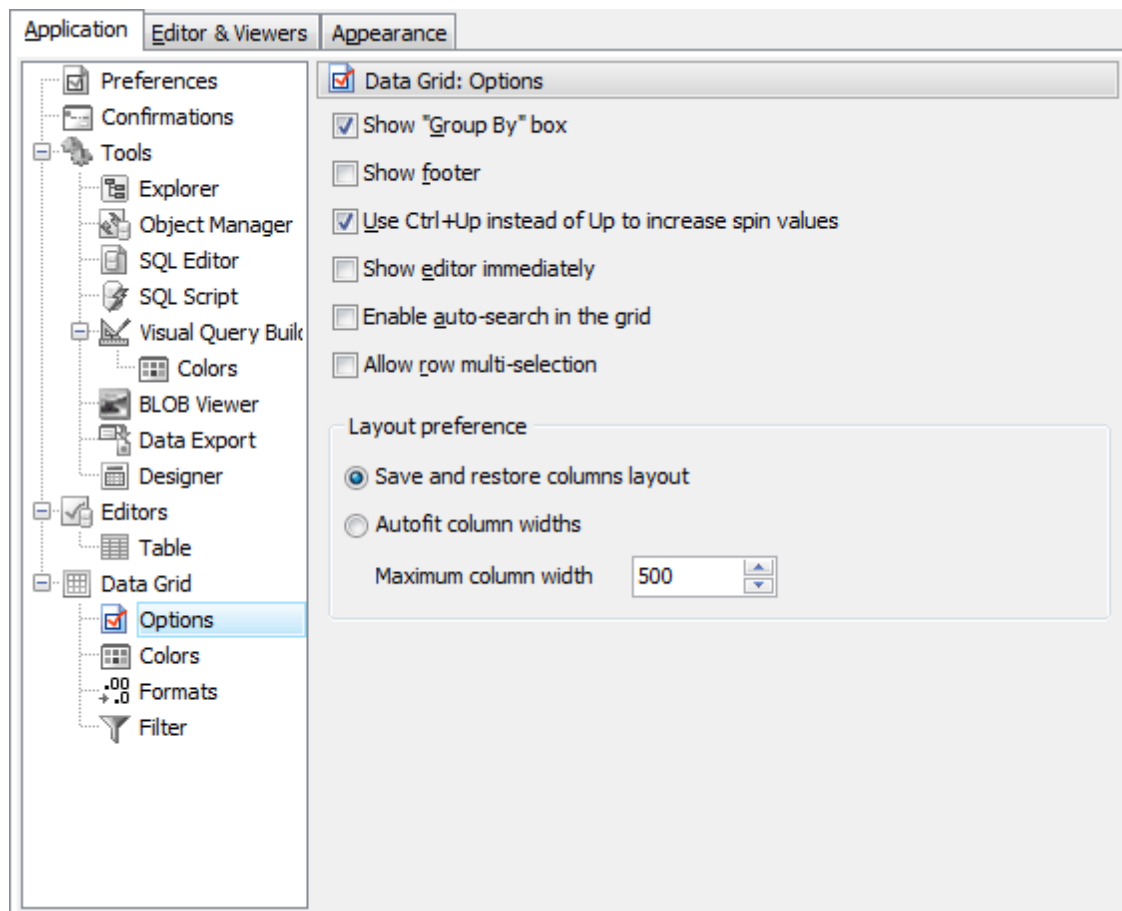 Application
Editor & Viewers
Appearance
Preferences
Confirmations
Tools
Explorer
Object Manager
SQL Editor
SQL Script
Visual Query Builc
Colors
BLOB Viewer
Data Export
Designer
Editors
Table
Data Grid
Options
Colors
.00
.0
Formats
Filter
Data Grid: Options
Show "Group By" box
Show footer
Use Ctrl+Up instead of Up to increase spin values
Show editor immediately
Enable auto-search in the grid
Allow row multi-selection
Layout preference
Save and restore columns layout
Autofit column widths
Maximum column width 500